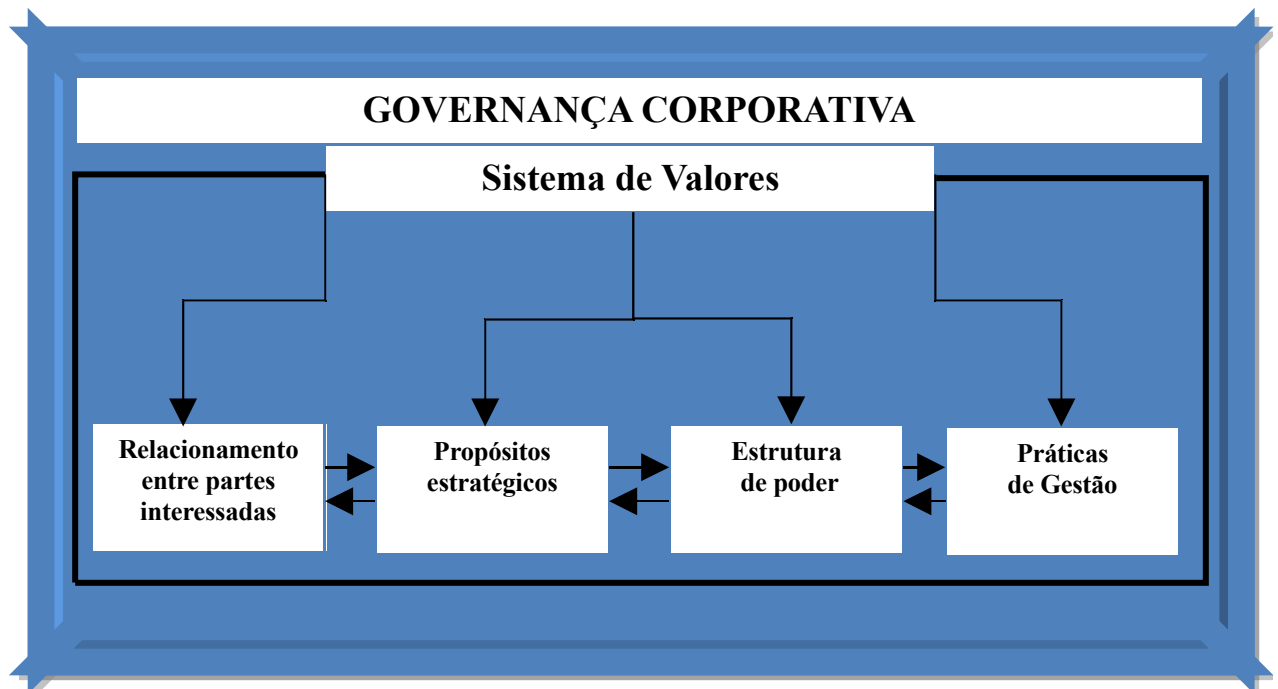 GOVERNANÇA CORPORATIVA
Sistema de Valores
Relacionamento
entre partes
interessadas
Propósitos
estratégicos
Estrutura
de poder
Práticas
de Gestão